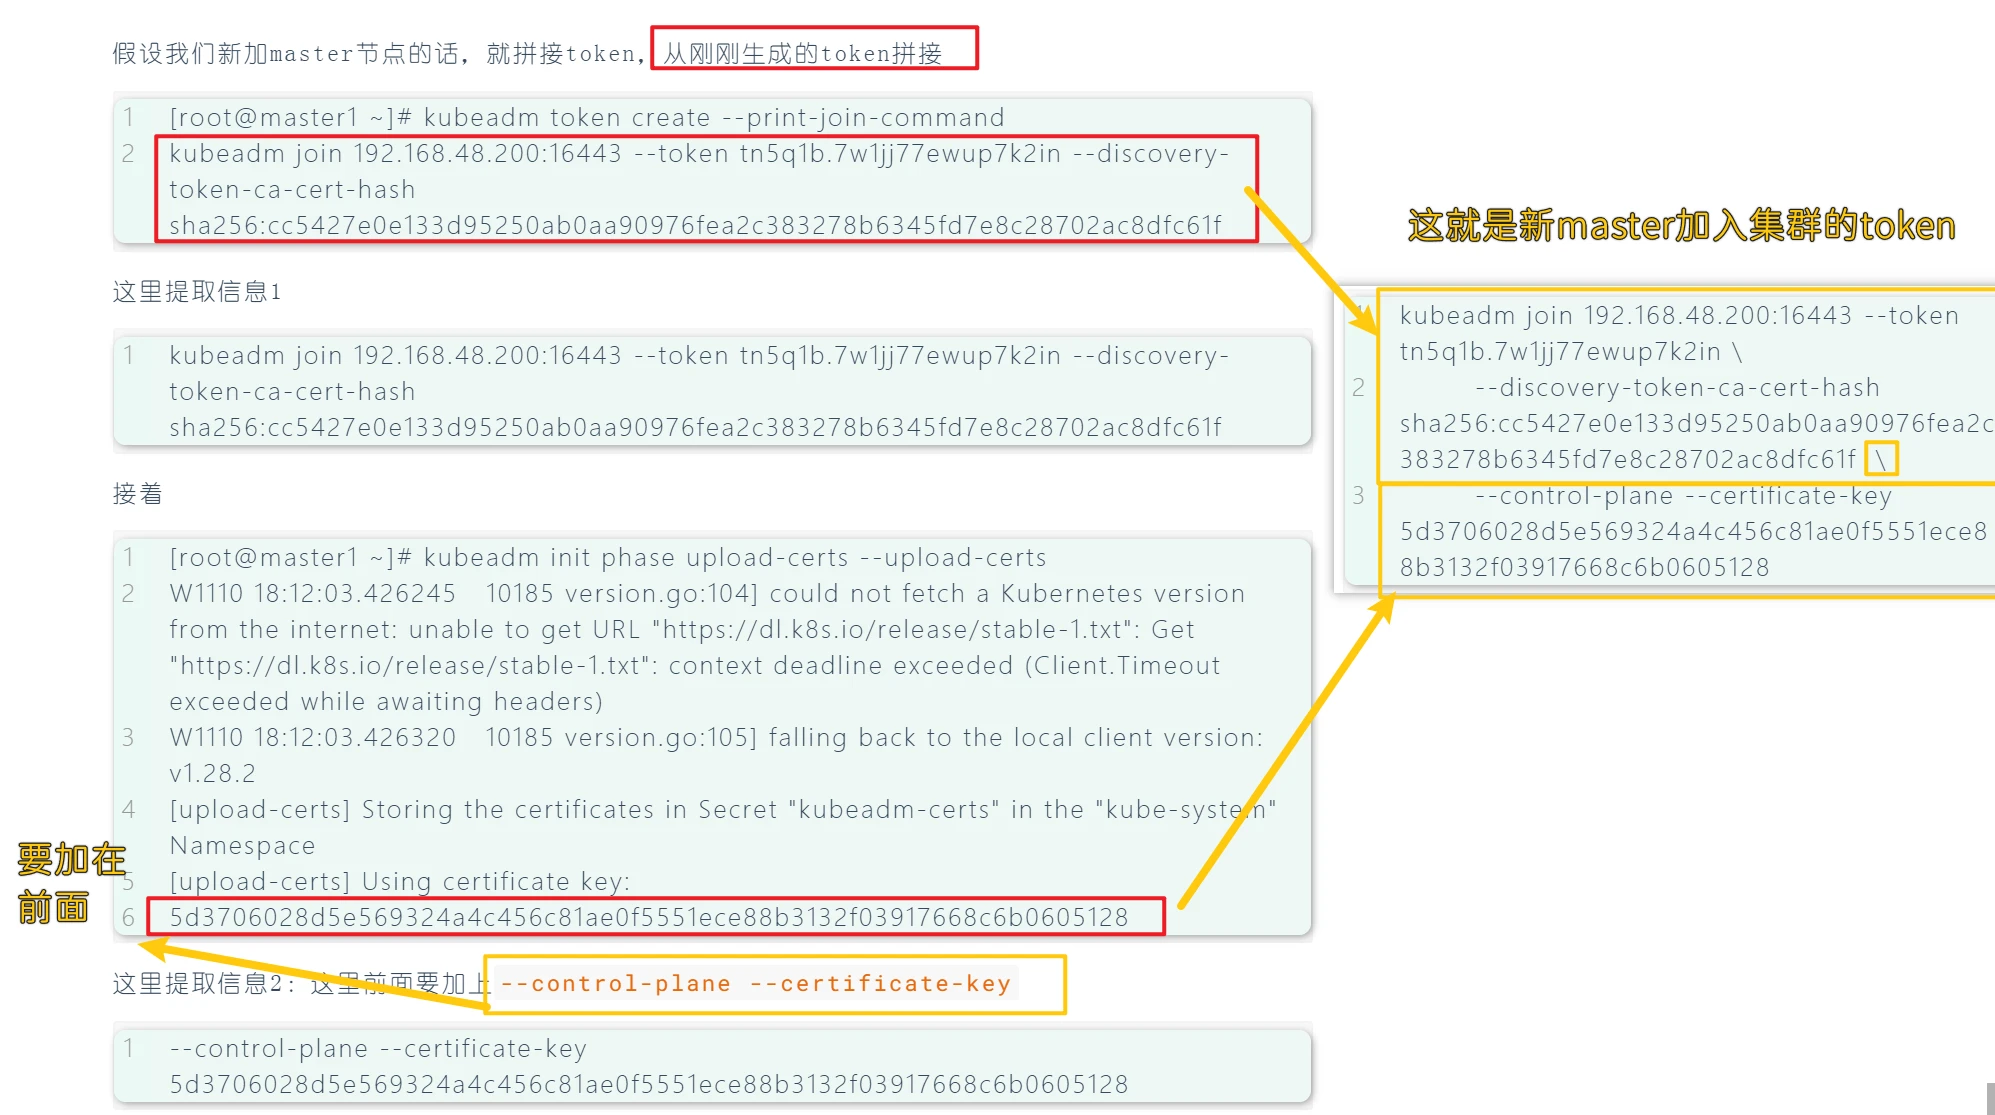 假设我们新加master节点的话，就拼接token，从刚刚生成的token拼接
1 [root@master1 ~]# kubeadm token create --print-join-command
2 kubeadm join 192.168.48.200:16443 --token tn5q1b.7w1jj77ewup7k2in --discovery-
token-ca-cert-hash
sha256:cc5427e0e133d95250ab0aa90976fea2c383278b6345fd7e8c28702ac8dfc61f
这里提取信息1
1 kubeadm join 192.168.48.200:16443 --token tn5q1b.7w1jj77ewup7k2in --discovery-
token-ca-cert-hash
sha256:cc5427e0e133d95250ab0aa90976fea2c383278b6345fd7e8c28702ac8dfc61f
接着
1 [root@master1 ~]# kubeadm init phase upload-certs --upload-certs
2 W1110 18:12:03.426245   10185 version.go:104] could not fetch a Kubernetes version
from the internet: unable to get URL "https://dl.k8s.io/release/stable-1.txt": Get
"https://dl.k8s.io/release/stable-1.txt": context deadline exceeded (Client.Timeout
exceeded while awaiting headers)
3 W1110 18:12:03.426320   10185 version.go:105] falling back to the local client version:
v1.28.2
4 [upload-certs] Storing the certificates in Secret "kubeadm-certs" in the "kube-system"
Namespace
5 [upload-certs] Using certificate key:
6 5d3706028d5e569324a4c456c81ae0f5551ece88b3132f03917668c6b0605128
要加在
前面
这里提取信息2：这里前面要加上 --control-plane --certificate-key
1 --control-plane --certificate-key
5d3706028d5e569324a4c456c81ae0f5551ece88b3132f03917668c6b0605128
这就是新master加入集群的token
1 kubeadm join 192.168.48.200:16443 --token
tn5q1b.7w1jj77ewup7k2in \
2 --discovery-token-ca-cert-hash
sha256:cc5427e0e133d95250ab0aa90976fea2c
383278b6345fd7e8c28702ac8dfc61f \
3 --control-plane --certificate-key
5d3706028d5e569324a4c456c81ae0f5551ece8
8b3132f03917668c6b0605128